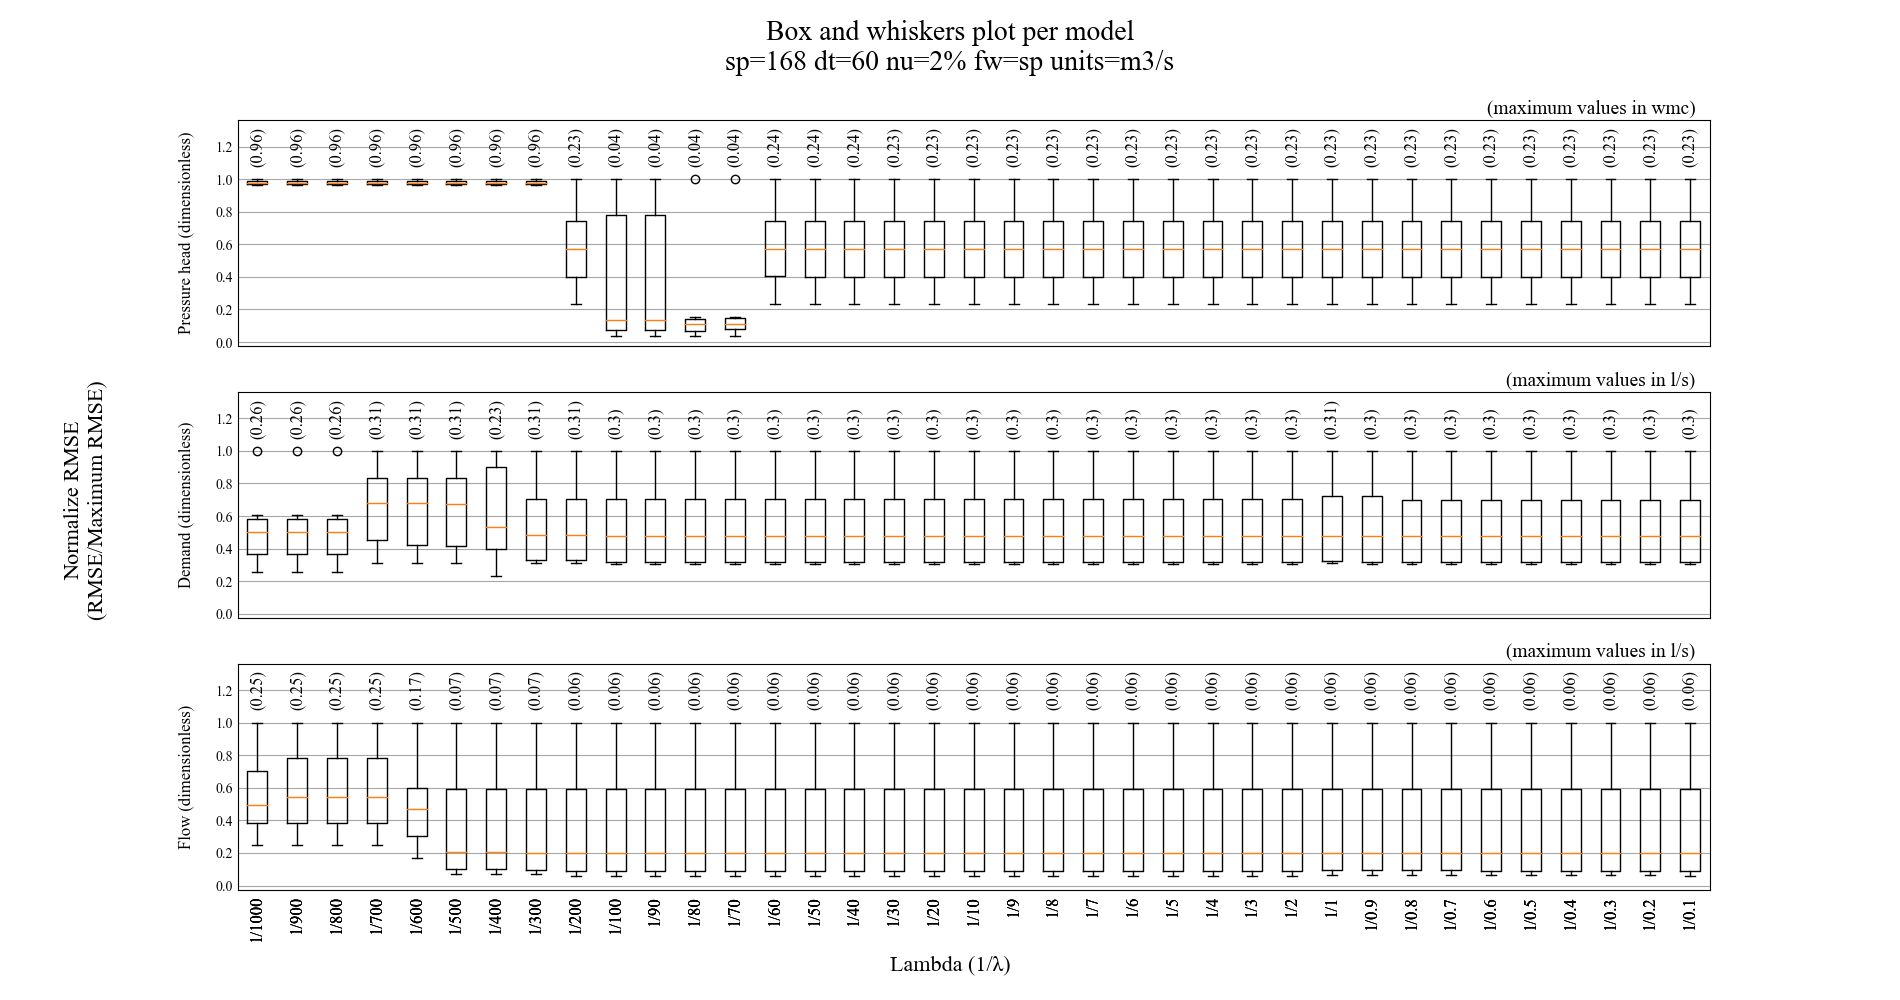 Box and whiskers plot per model
sp=168 dt=60 nu=2% fw=sp units=m3/s
Normalize RMSE
(RMSE/Maximum RMSE)
(maximum values in wmc)
Pressure head (dimensionless)
1.2
1.0
0.8
0.6
0.4
0.2
0.0
(0.96) (0.96) (0.96) (0.96) (0.96) (0.96) (0.96) (0.96) (0.23) (0.04) (0.04) (0.04) (0.04) (0.24) (0.24) (0.24) (0.23) (0.23) (0.23) (0.23) (0.23) (0.23) (0.23) (0.23) (0.23) (0.23) (0.23) (0.23) (0.23) (0.23) (0.23) (0.23) (0.23) (0.23) (0.23) (0.23) (0.23)
(maximum values in l/s)
Demand (dimensionless)
1.2
1.0
0.8
0.6
0.4
0.2
0.0
(0.26) (0.26) (0.26) (0.31) (0.31) (0.31) (0.23) (0.31) (0.31) (0.3) (0.3) (0.3) (0.3) (0.3) (0.3) (0.3) (0.3) (0.3) (0.3) (0.3) (0.3) (0.3) (0.3) (0.3) (0.3) (0.3) (0.3) (0.31) (0.3) (0.3) (0.3) (0.3) (0.3) (0.3) (0.3) (0.3) (0.3)
(maximum values in l/s)
Flow (dimensionless)
1.2
1.0
0.8
0.6
0.4
0.2
0.0
(0.25) (0.25) (0.25) (0.25) (0.17) (0.07) (0.07) (0.07) (0.06) (0.06) (0.06) (0.06) (0.06) (0.06) (0.06) (0.06) (0.06) (0.06) (0.06) (0.06) (0.06) (0.06) (0.06) (0.06) (0.06) (0.06) (0.06) (0.06) (0.06) (0.06) (0.06) (0.06) (0.06) (0.06) (0.06) (0.06) (0.06)
1/1000 1/900 1/800 1/700 1/600 1/500 1/400 1/300 1/200 1/100 1/90 1/80 1/70 1/60 1/50 1/40 1/30 1/20 1/10 1/9 1/8 1/7 1/6 1/5 1/4 1/3 1/2 1/1 1/0.9 1/0.8 1/0.7 1/0.6 1/0.5 1/0.4 1/0.3 1/0.2 1/0.1
Lambda (1/λ)